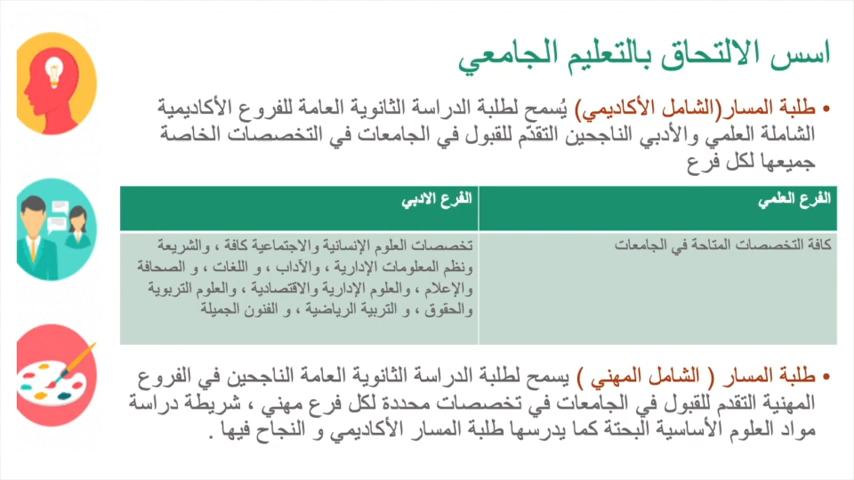 اسس الالتحاق بالتعليم الجامعي
• طلبة المسار(الشامل الأكاديمي) يُسمح لطلبة الدراسة الثانوية العامة للفروع الأكاديمية
الشاملة العلمي والأدبي الناجحين التقدّم للقبول في الجامعات في التخصصات الخاصة
جميعها لكل فرع
الفرع العلمي
الفرع الادبي
كافة التخصصات المتاحة في الجامعات
تخصصات العلوم الإنسانية والاجتماعية كافة ، والشريعة
ونظم المعلومات الإدارية ، والآداب ، و اللغات ، و الصحافة
والإعلام ، والعلوم الإدارية والاقتصادية ، والعلوم التربوية
والحقوق ، و التربية الرياضية ، و الفنون الجميلة
• طلبة المسار ( الشامل المهني ) يسمح لطلبة الدراسة الثانوية العامة الناجحين في الفروع
المهنية التقدم للقبول في الجامعات في تخصصات محددة لكل فرع مهني ، شريطة دراسة
مواد العلوم الأساسية البحتة كما يدرسها طلبة المسار الأكاديمي و النجاح فيها .